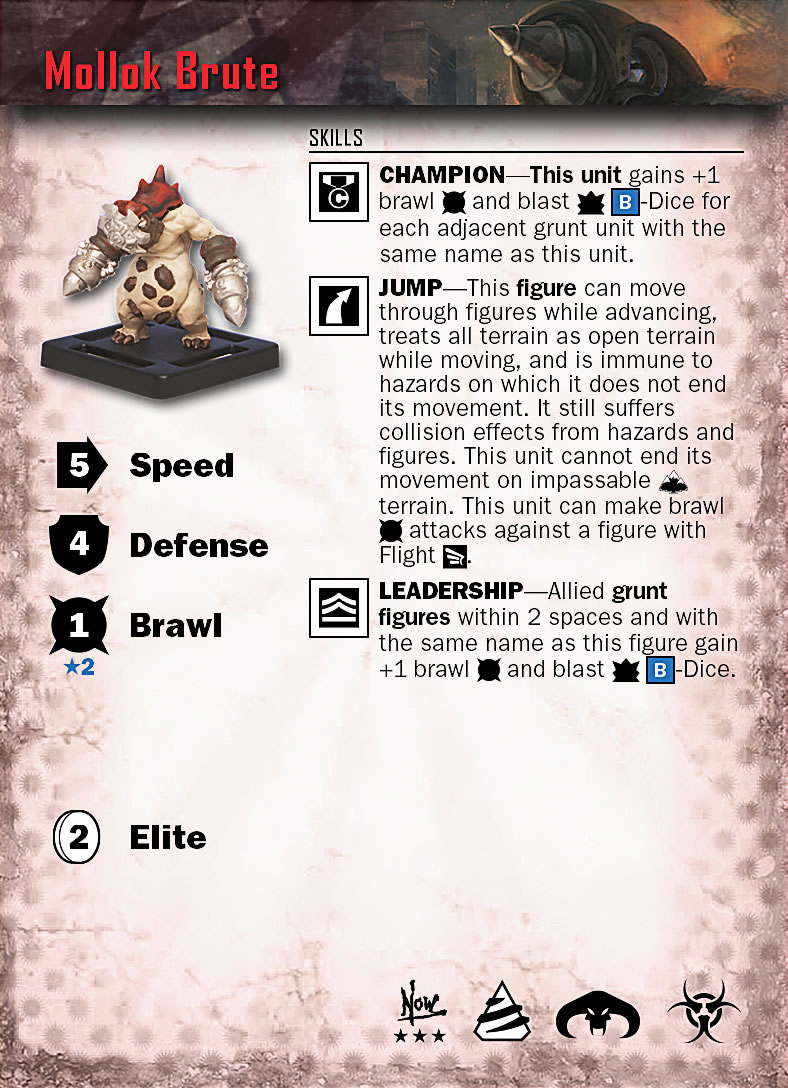 Mollok Brute
SKILLS
CHAMPION—This unit gains +1
brawl and blast B-Dice for
each adjacent grunt unit with the
same name as this unit.
JUMP—This figure can move
through figures while advancing,
treats all terrain as open terrain
while moving, and is immune to
hazards on which it does not end
its movement. It still suffers
collision effects from hazards and
figures. This unit cannot end its
movement on impassable
terrain. This unit can make brawl
attacks against a figure with
Flight .
LEADERSHIP—Allied grunt
figures within 2 spaces and with
the same name as this figure gain
+1 brawl and blast B-Dice.
5 Speed
4 Defense
1 Brawl
★2
2 Elite
Now
★★★